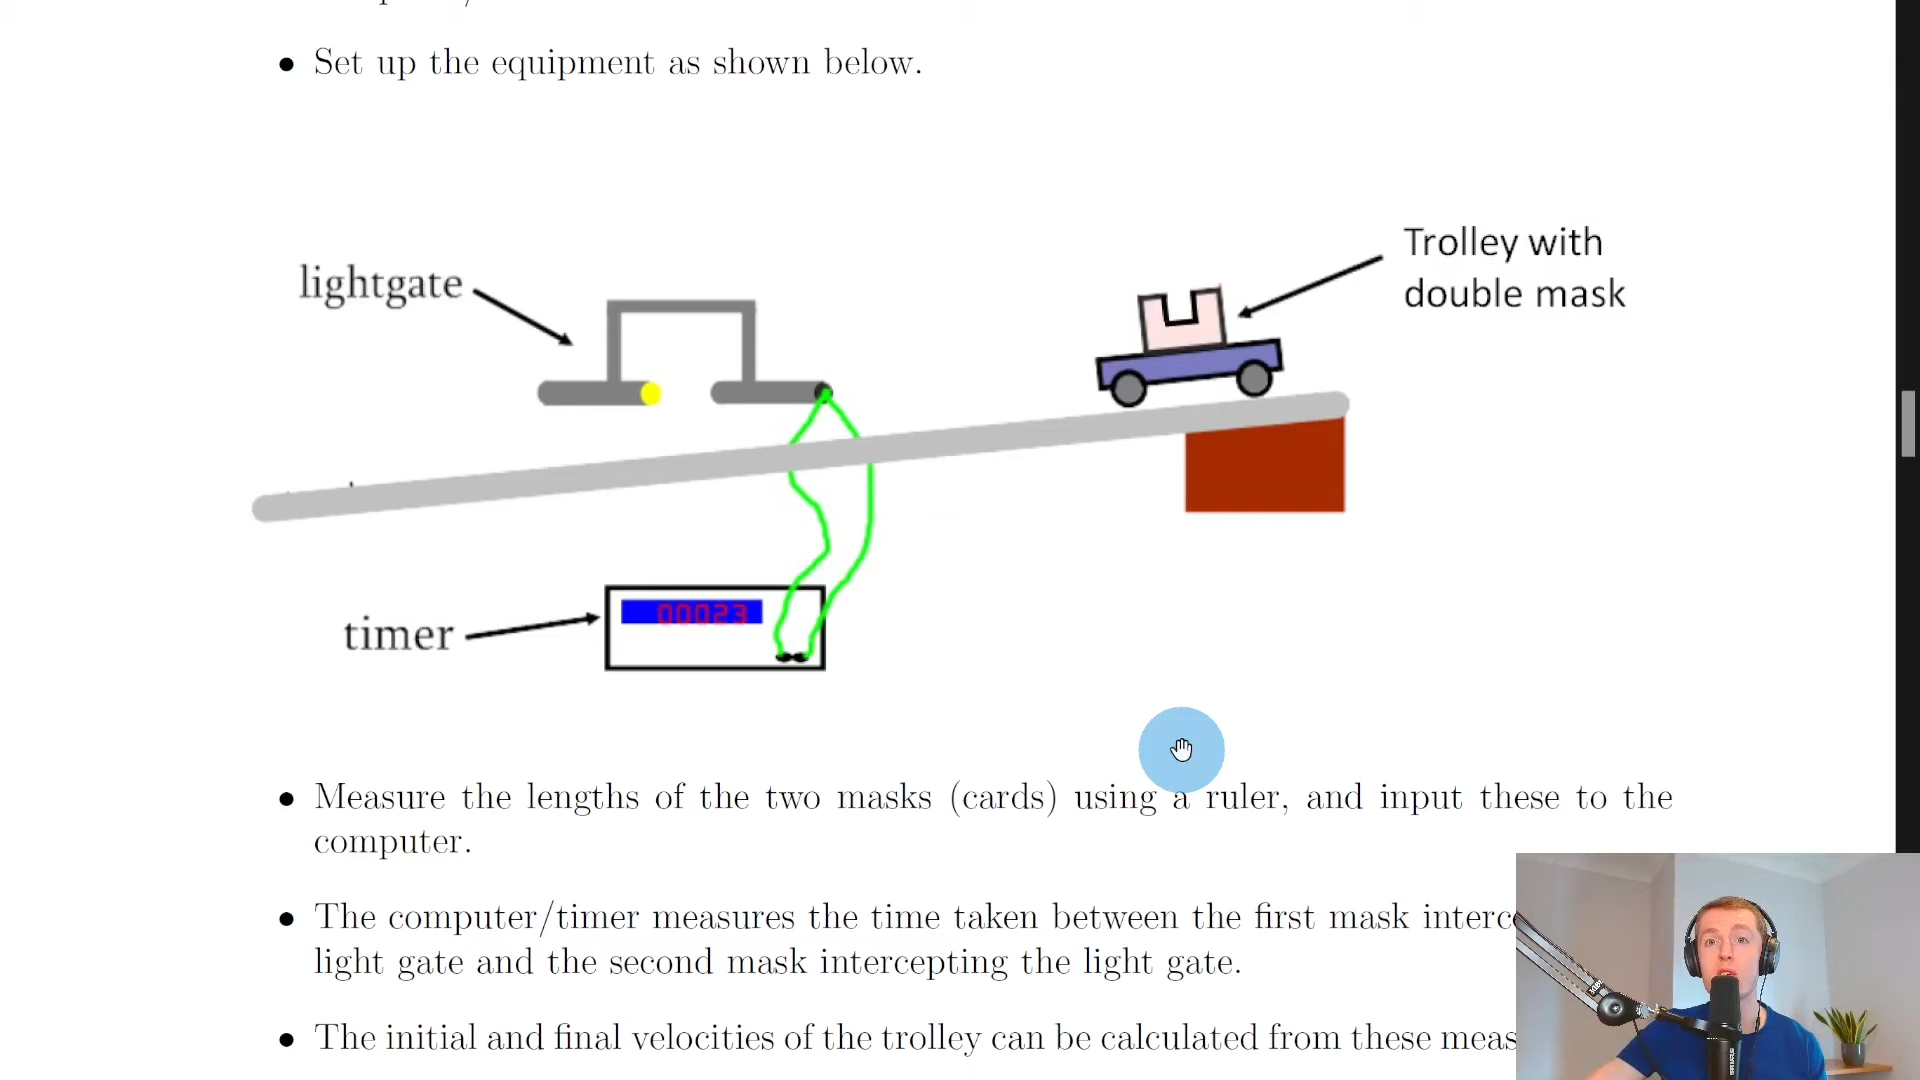 • Set up the equipment as shown below.
Trolley with
double mask
lightgate
00023
timer
• Measure the lengths of the two masks (cards) using a ruler, and input these to the
computer.
• The computer/timer measures the time taken between the first mask interc
light gate and the second mask intercepting the light gate.
• The initial and final velocities of the trolley can be calculated from these meas